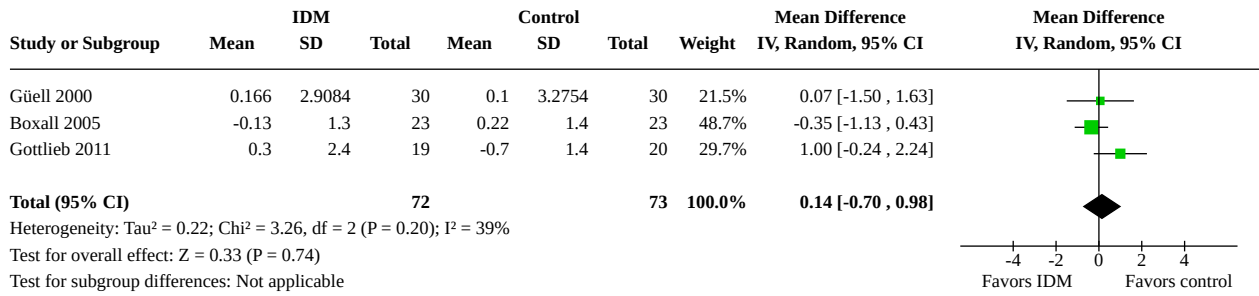 IDM Control Mean Difference Mean Difference
Study or Subgroup Mean SD Total Mean SD Total Weight IV, Random, 95% CI IV, Random, 95% CI
Güell 2000 0.166 2.9084 30 0.1 3.2754 30 21.5% 0.07 [-1.50 , 1.63]
Boxall 2005 -0.13 1.3 23 0.22 1.4 23 48.7% -0.35 [-1.13 , 0.43]
Gottlieb 2011 0.3 2.4 19 -0.7 1.4 20 29.7% 1.00 [-0.24 , 2.24]
Total (95% CI) 72 73 100.0% 0.14 [-0.70 , 0.98]
Heterogeneity: Tau² = 0.22; Chi² = 3.26, df = 2 (P = 0.20); I² = 39%
Test for overall effect: Z = 0.33 (P = 0.74)
-4 -2 0 2 4
Test for subgroup differences: Not applicable Favors IDM Favors control